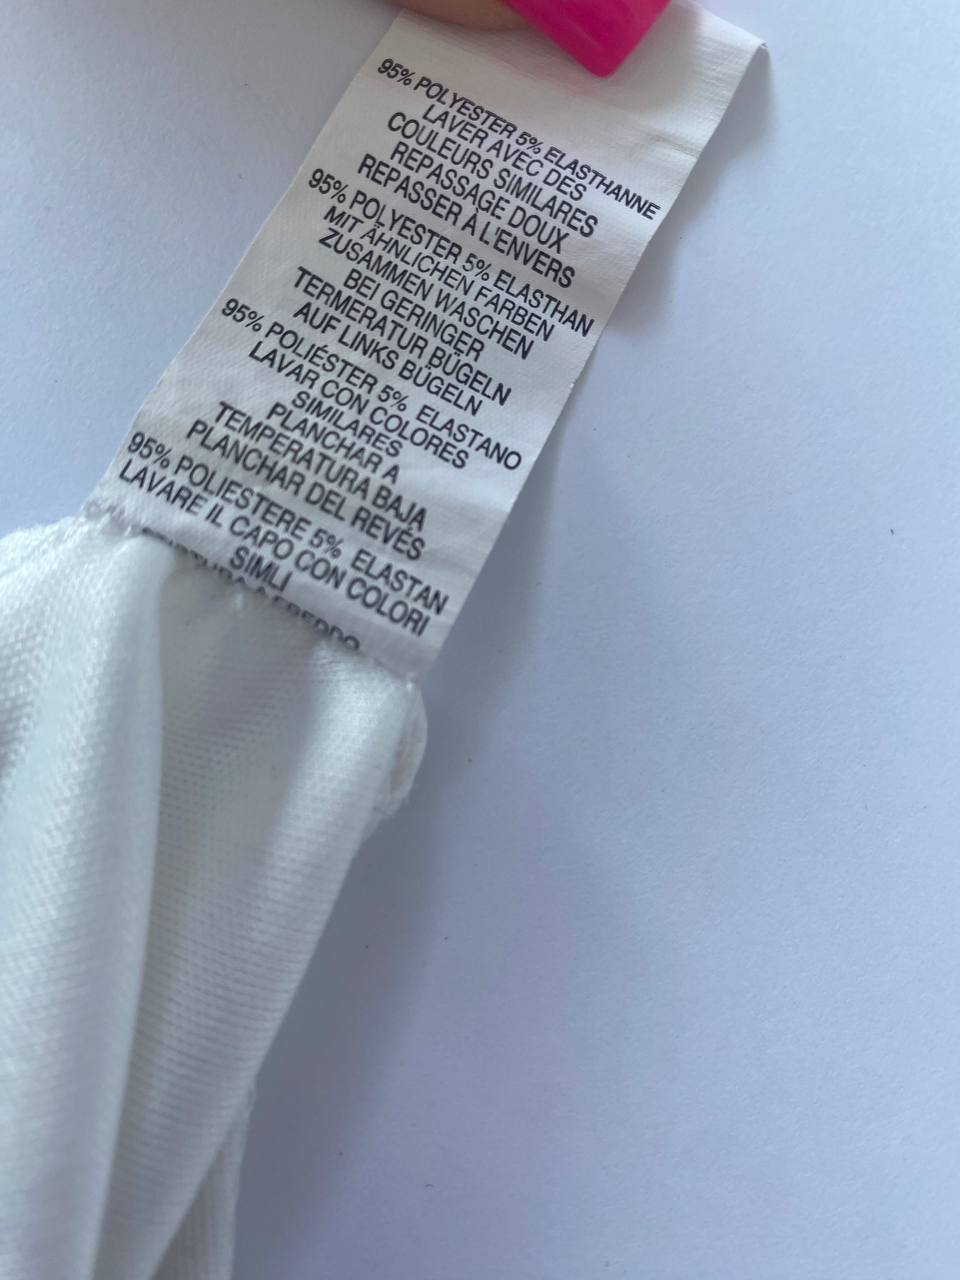 95% POLYESTER 5% ELASTHANNE
LAVER AVEC DES
COULEURS SIMILARES
REPASSAGE DOUX
REPASSER À L'ENVERS
95% POLYESTER 5% ELASTHAN
MIT ÄHNLICHEN FARBEN
ZUSAMMEN WASCHEN
BEI GERINGER
TERMERATUR BÜGELN
AUF LINKS BÜGELN
95% POLIÉSTER 5% ELASTANO
LAVAR CON COLORES
SIMILARES
PLANCHAR A
TEMPERATURA BAJA
PLANCHAR DEL REVÉS
95% POLIESTERE 5% ELASTAN
LAVARE IL CAPO CON COLORI
SIMLI
A FREDDO